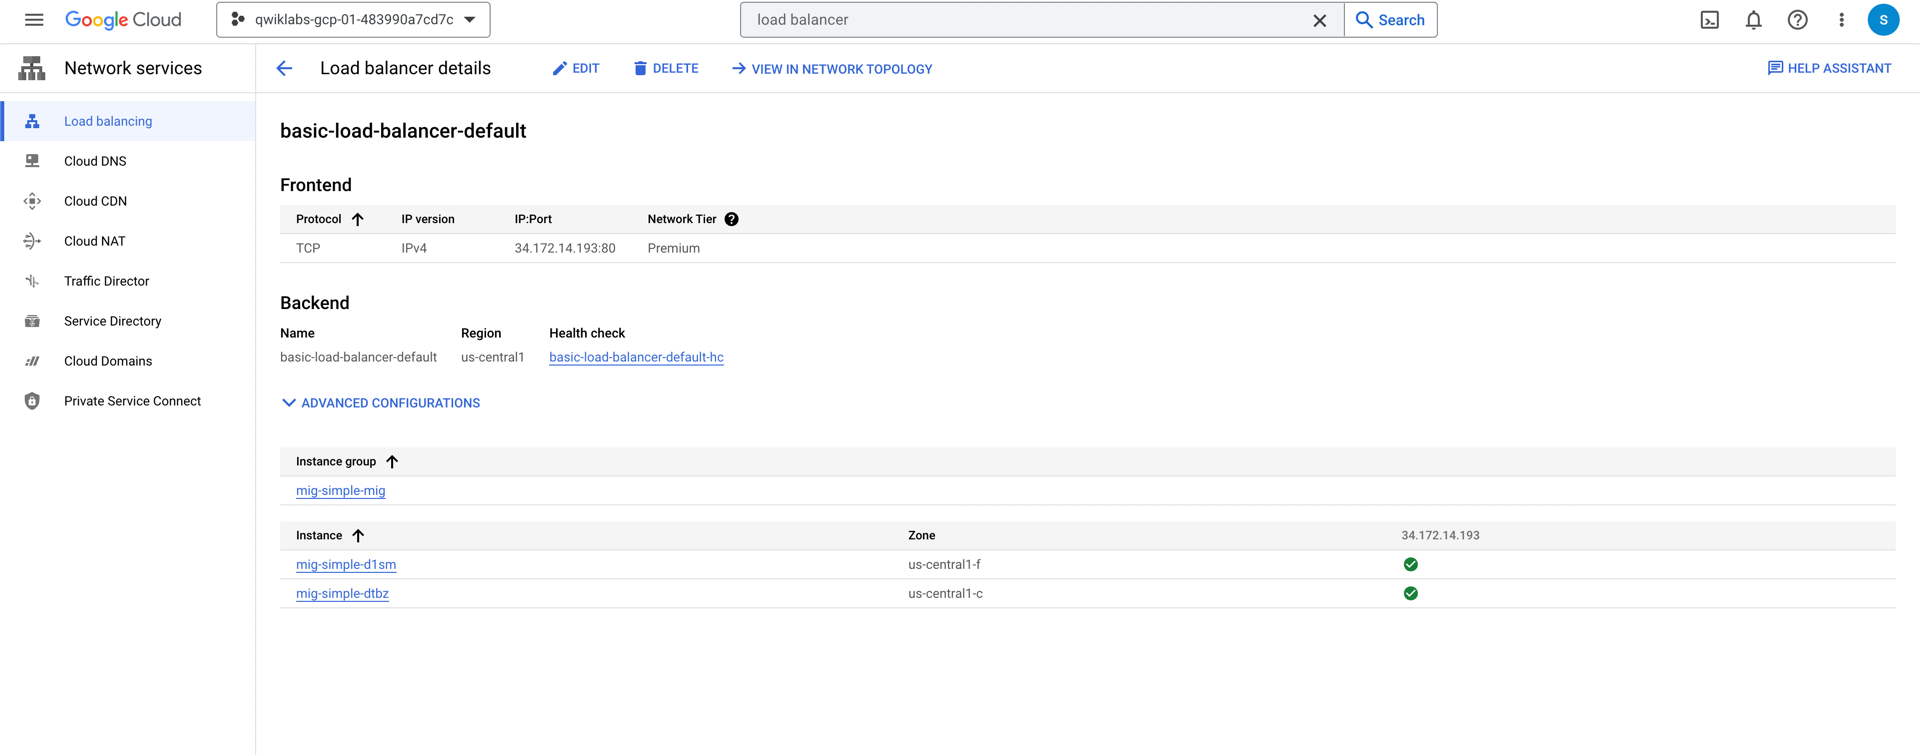 Google Cloud
qwiklabs-gcp-01-483990a7cd7c
load balancer
Search
S
Network services
Load balancer details
EDIT
DELETE
VIEW IN NETWORK TOPOLOGY
HELP ASSISTANT
Load balancing
Cloud DNS
Cloud CDN
Cloud NAT
Traffic Director
Service Directory
Cloud Domains
Private Service Connect
basic-load-balancer-default
Frontend
Protocol IP version IP:Port Network Tier
TCP IPv4 34.172.14.193:80 Premium
Backend
Name Region Health check
basic-load-balancer-default us-central1 basic-load-balancer-default-hc
ADVANCED CONFIGURATIONS
Instance group
mig-simple-mig
Instance Zone 34.172.14.193
mig-simple-d1sm us-central1-f
mig-simple-dtbz us-central1-c